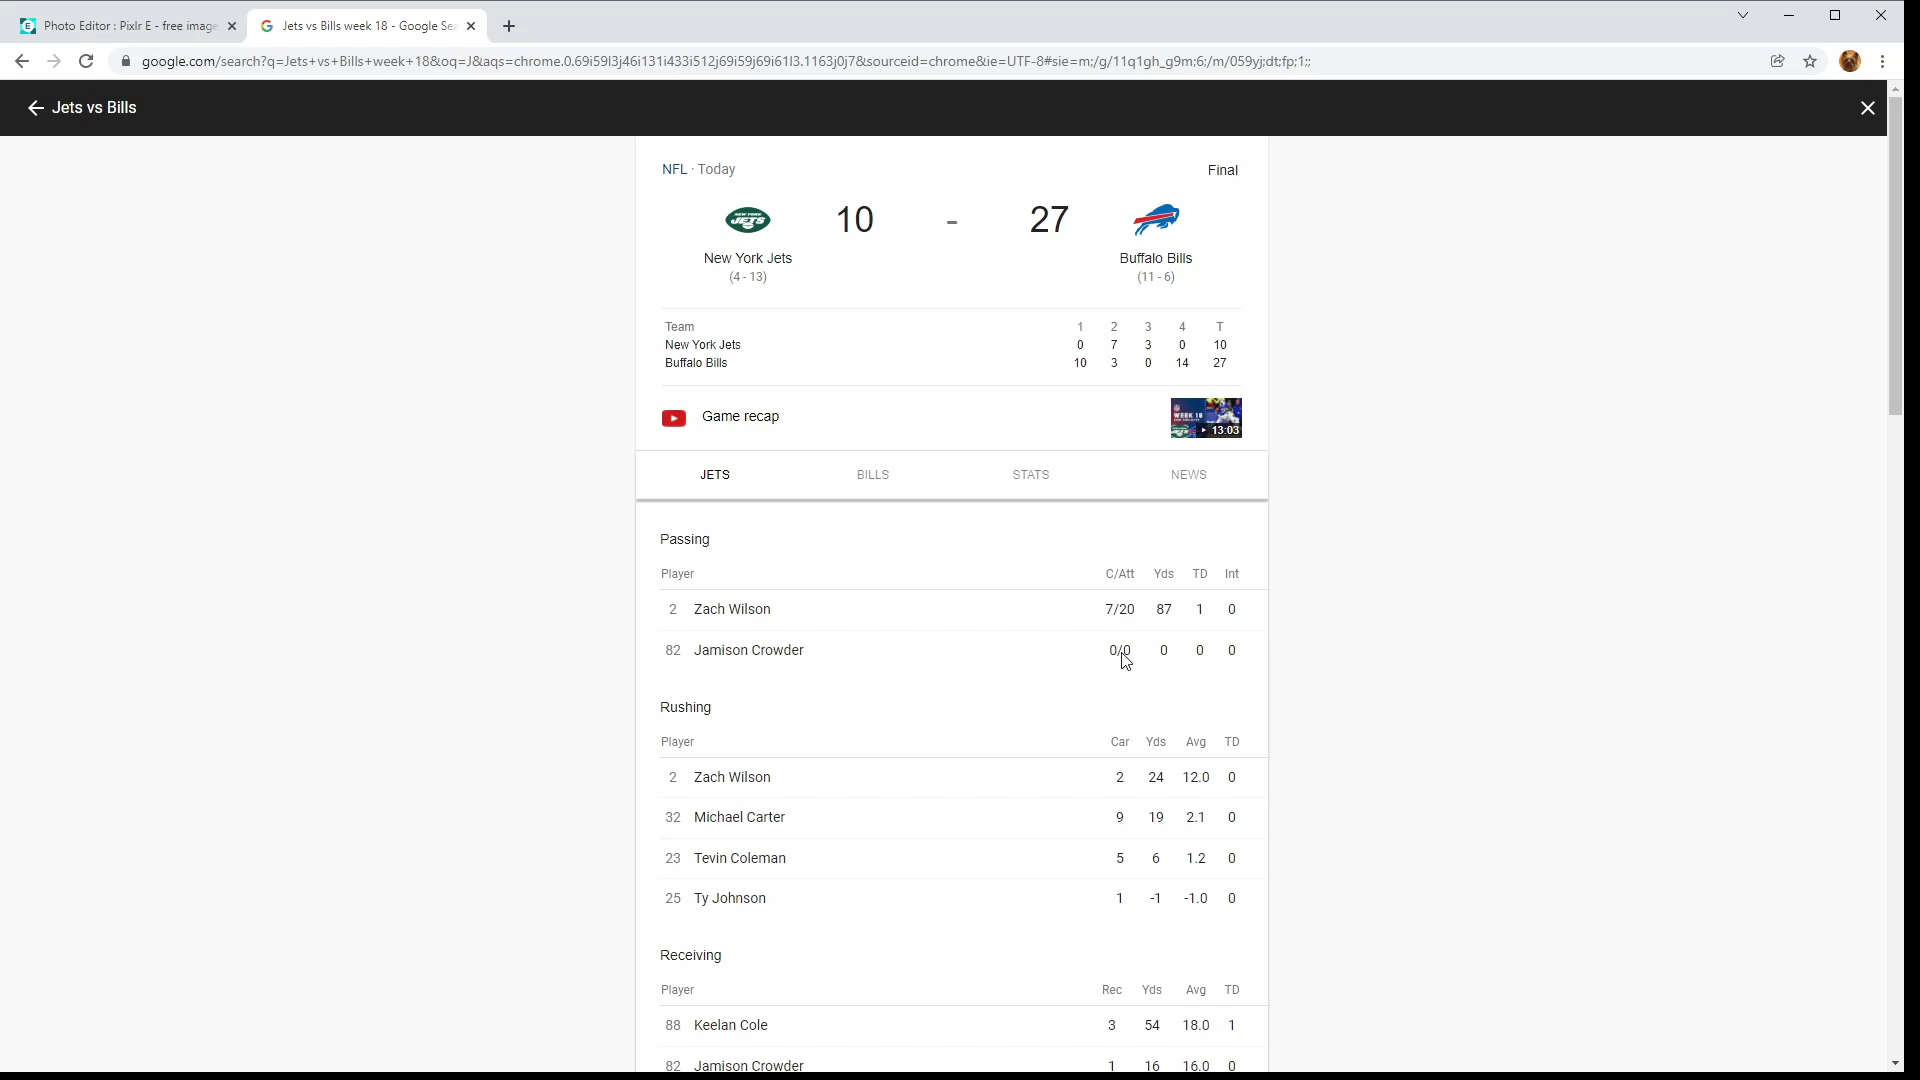 Photo Editor : Pixlr E - free image
Jets vs Bills week 18 - Google Sea
google.com/search?q=Jets+vs+Bills+week+18&oq=J&aqs=chrome.0.69i59l3j46i131i433i512j69i59j69i61l3.1163j0j7&sourceid=chrome&ie=UTF-8#sie=m;/g/11q1gh_g9m;6;/m/059yj;dt;fp;1;;
Jets vs Bills
NFL · Today Final
10 - 27
New York Jets Buffalo Bills
(4 - 13) (11 - 6)
Team 1 2 3 4 T
New York Jets 0 7 3 0 10
Buffalo Bills 10 3 0 14 27
Game recap
WEEK 18
13:03
JETS BILLS STATS NEWS
Passing
Player C/Att Yds TD Int
2 Zach Wilson 7/20 87 1 0
82 Jamison Crowder 0/0 0 0 0
Rushing
Player Car Yds Avg TD
2 Zach Wilson 2 24 12.0 0
32 Michael Carter 9 19 2.1 0
23 Tevin Coleman 5 6 1.2 0
25 Ty Johnson 1 -1 -1.0 0
Receiving
Player Rec Yds Avg TD
88 Keelan Cole 3 54 18.0 1
82 Jamison Crowder 1 16 16.0 0